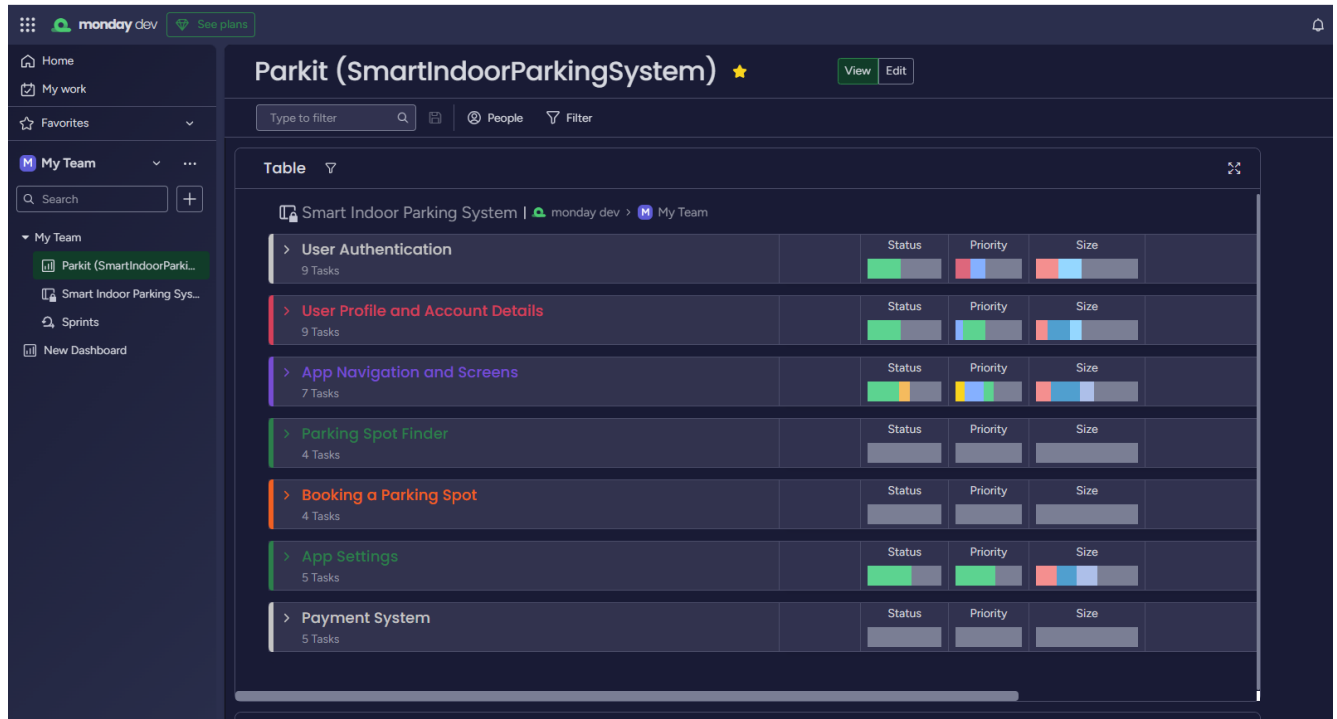 monday dev
See plans
Home
My work
Favorites
M My Team
Search
My Team
Parkit (SmartIndoorParki...
Smart Indoor Parking Sys...
Sprints
New Dashboard
Parkit (SmartIndoorParkingSystem)
View Edit
Type to filter
People
Filter
Table
Smart Indoor Parking System | monday dev > M My Team
User Authentication
9 Tasks
Status Priority Size
User Profile and Account Details
9 Tasks
Status Priority Size
App Navigation and Screens
7 Tasks
Status Priority Size
Parking Spot Finder
4 Tasks
Status Priority Size
Booking a Parking Spot
4 Tasks
Status Priority Size
App Settings
5 Tasks
Status Priority Size
Payment System
5 Tasks
Status Priority Size